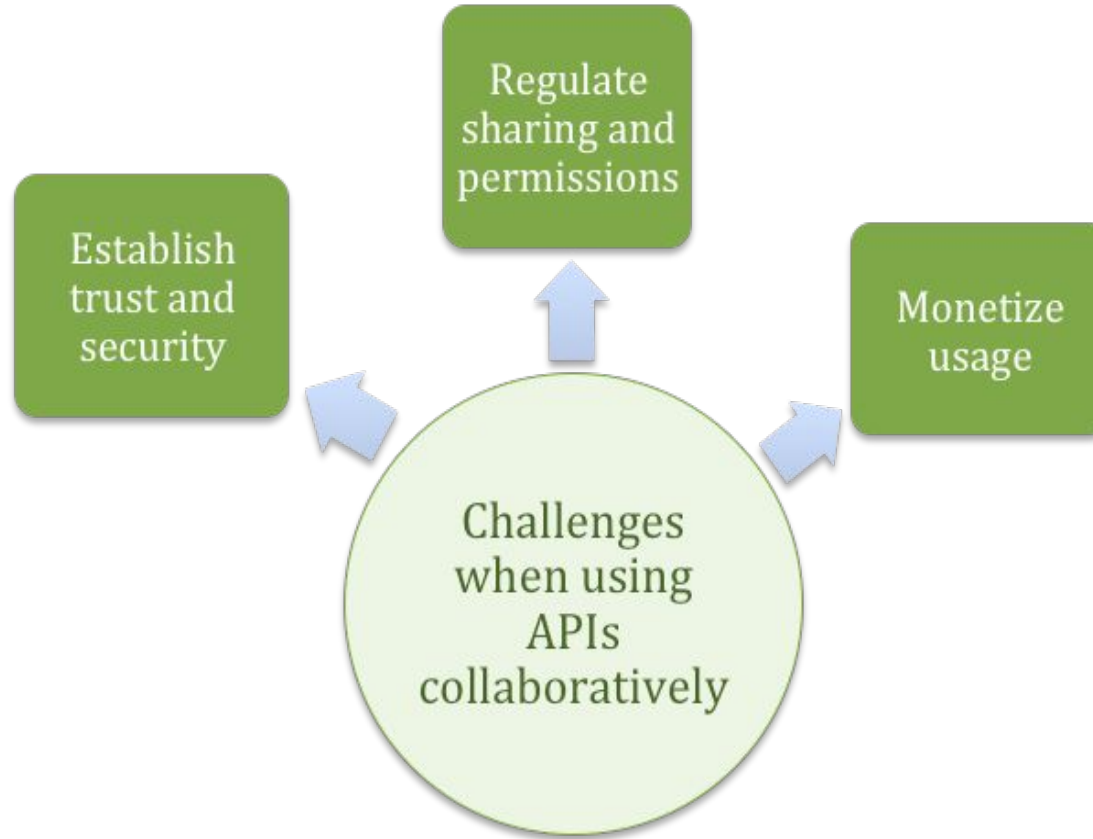 Regulate
sharing and
permissions
Establish
trust and
security
Monetize
usage
Challenges
when using
APIs
collaboratively